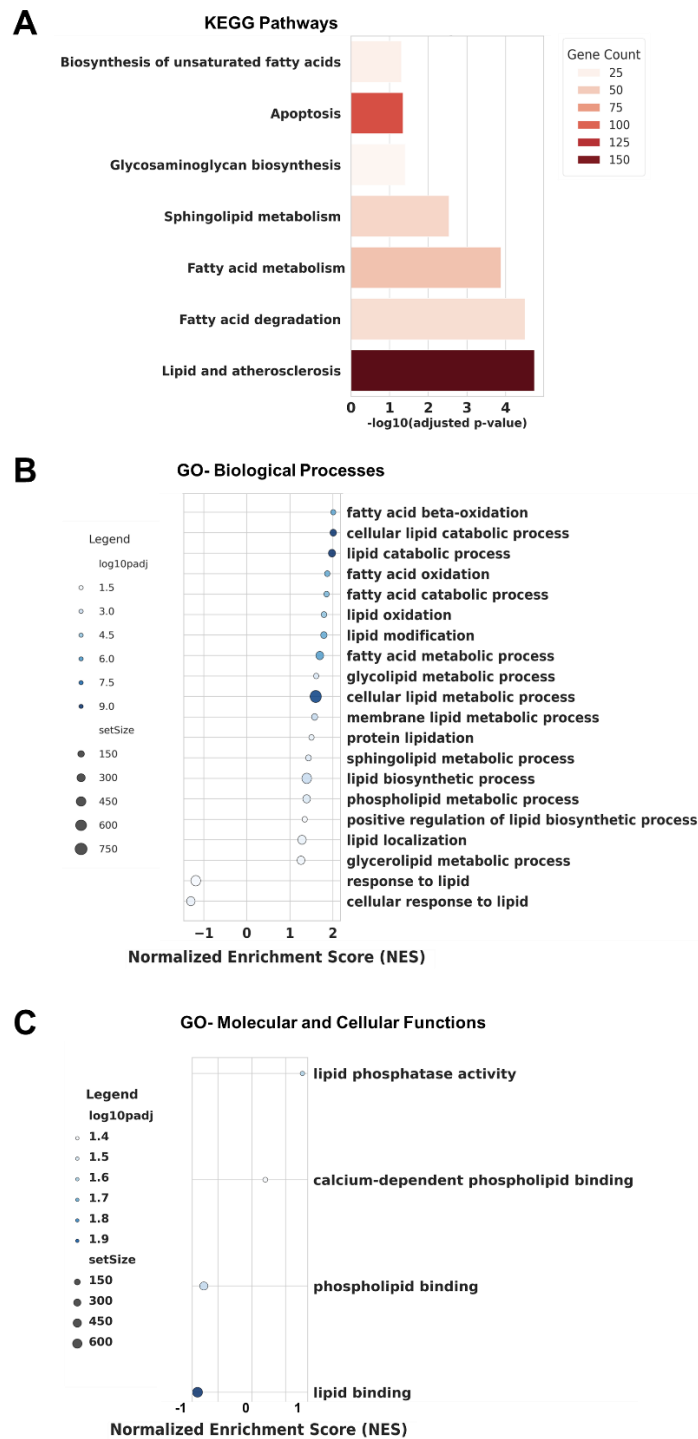 A
KEGG Pathways
Biosynthesis of unsaturated fatty acids
Apoptosis
Glycosaminoglycan biosynthesis
Sphingolipid metabolism
Fatty acid metabolism
Fatty acid degradation
Lipid and atherosclerosis
0 1 2 3 4
-log10(adjusted p-value)
Gene Count
25
50
75
100
125
150
B
GO- Biological Processes
Legend
log10padj
1.5
3.0
4.5
6.0
7.5
9.0
setSize
150
300
450
600
750
fatty acid beta-oxidation
cellular lipid catabolic process
lipid catabolic process
fatty acid oxidation
fatty acid catabolic process
lipid oxidation
lipid modification
fatty acid metabolic process
glycolipid metabolic process
cellular lipid metabolic process
membrane lipid metabolic process
protein lipidation
sphingolipid metabolic process
lipid biosynthetic process
phospholipid metabolic process
positive regulation of lipid biosynthetic process
lipid localization
glycerolipid metabolic process
response to lipid
cellular response to lipid
−1 0 1 2
Normalized Enrichment Score (NES)
C
GO- Molecular and Cellular Functions
Legend
log10padj
1.4
1.5
1.6
1.7
1.8
1.9
setSize
150
300
450
600
lipid phosphatase activity
calcium-dependent phospholipid binding
phospholipid binding
lipid binding
-1 0 1
Normalized Enrichment Score (NES)